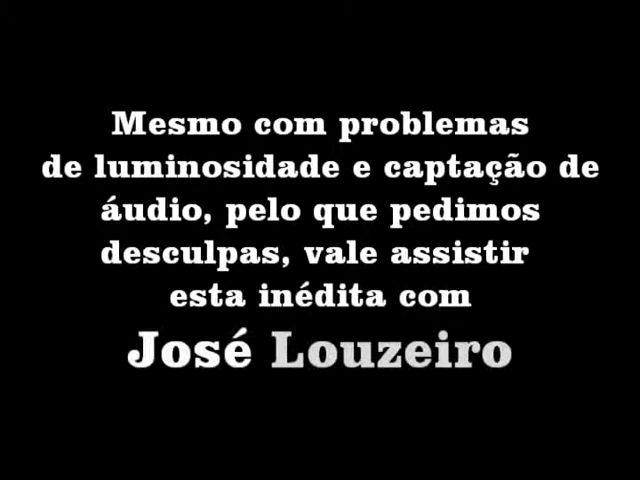 Mesmo com problemas
de luminosidade e captação de
áudio, pelo que pedimos
desculpas, vale assistir
esta inédita com
José Louzeiro